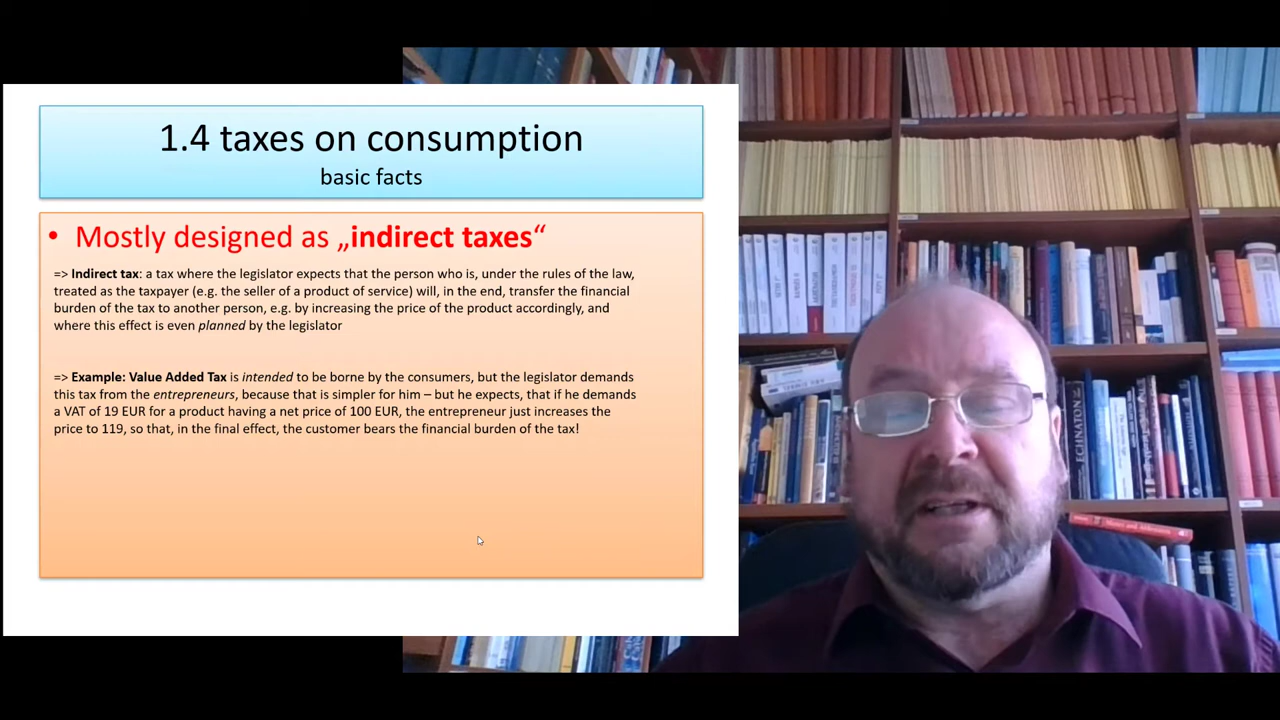 1.4 taxes on consumption
basic facts
• Mostly designed as „indirect taxes“
=> Indirect tax: a tax where the legislator expects that the person who is, under the rules of the law,
treated as the taxpayer (e.g. the seller of a product of service) will, in the end, transfer the financial
burden of the tax to another person, e.g. by increasing the price of the product accordingly, and
where this effect is even planned by the legislator
=> Example: Value Added Tax is intended to be borne by the consumers, but the legislator demands
this tax from the entrepreneurs, because that is simpler for him – but he expects, that if he demands
a VAT of 19 EUR for a product having a net price of 100 EUR, the entrepreneur just increases the
price to 119, so that, in the final effect, the customer bears the financial burden of the tax!
ECHNATON